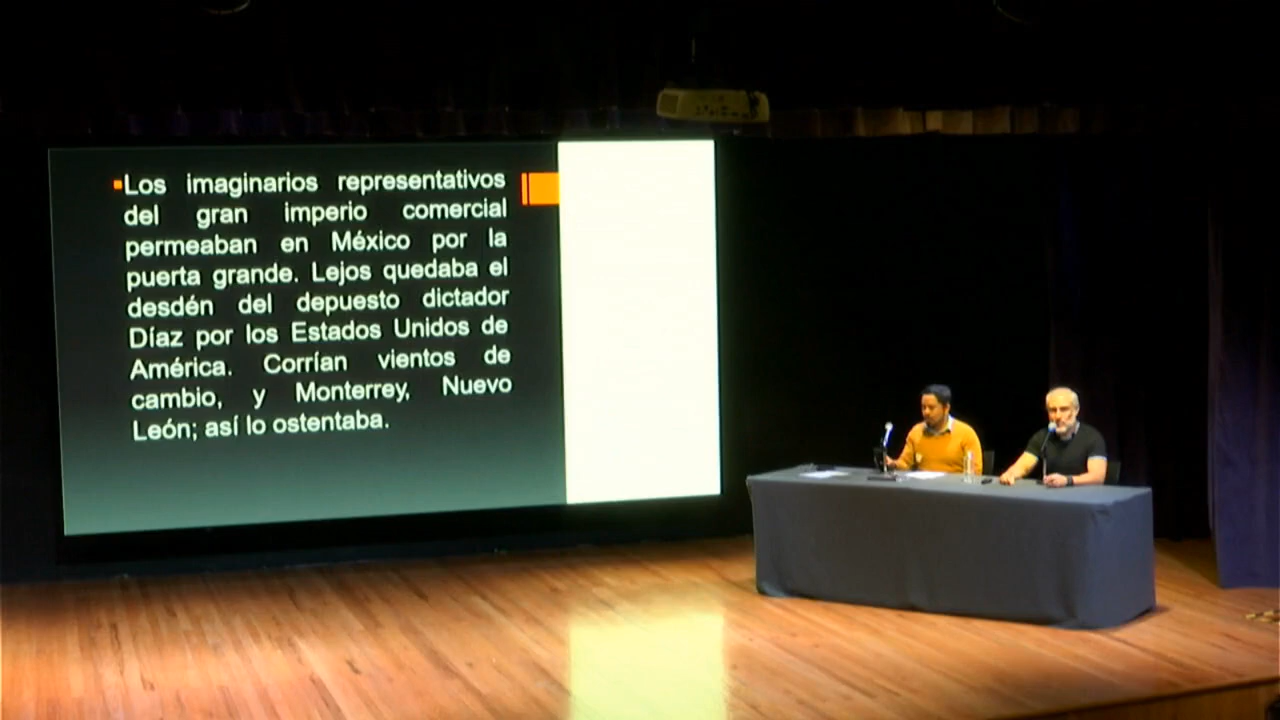 Los imaginarios representativos
del gran imperio comercial
permeaban en México por la
puerta grande. Lejos quedaba el
desdén del depuesto dictador
Díaz por los Estados Unidos de
América. Corrían vientos de
cambio, y Monterrey, Nuevo
León; así lo ostentaba.